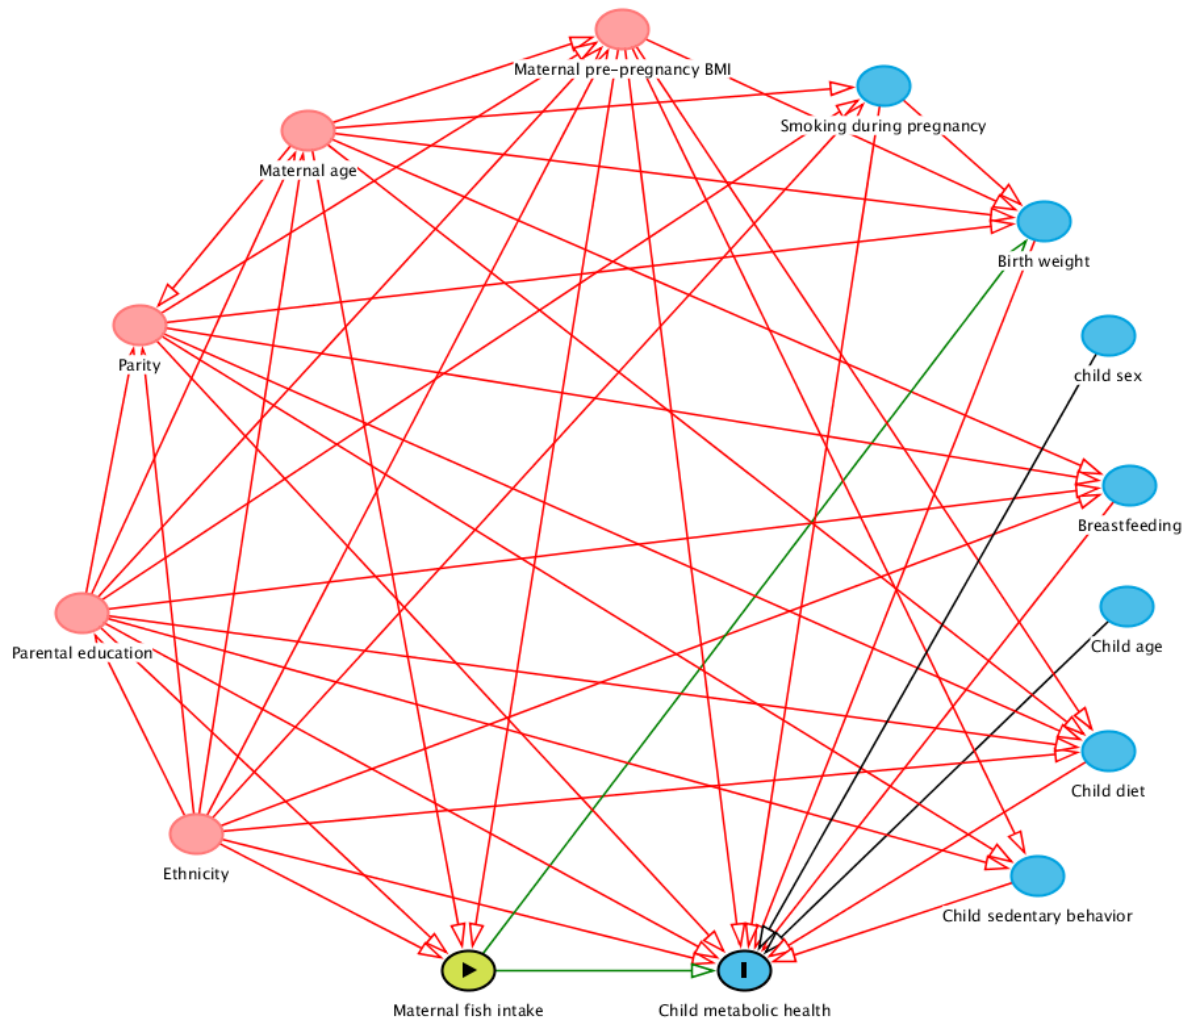 Maternal pre-pregnancy BMI
Smoking during pregnancy
Maternal age
Birth weight
Parity
child sex
Breastfeeding
Child age
Parental education
Child diet
Ethnicity
Child sedentary behavior
Maternal fish intake
Child metabolic health